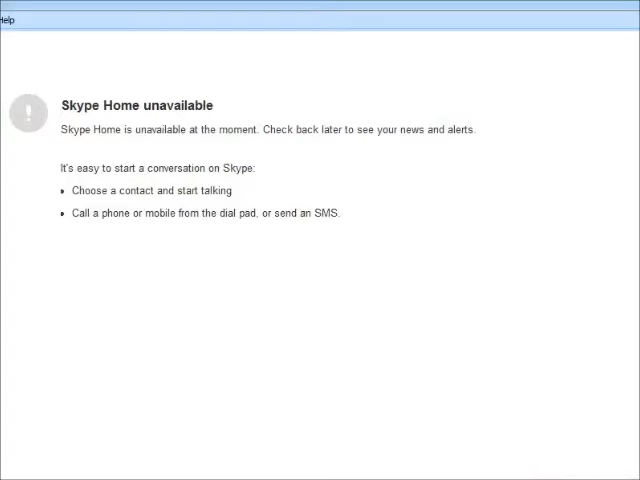 Help
Skype Home unavailable
Skype Home is unavailable at the moment. Check back later to see your news and alerts.
It's easy to start a conversation on Skype:
• Choose a contact and start talking
• Call a phone or mobile from the dial pad, or send an SMS.